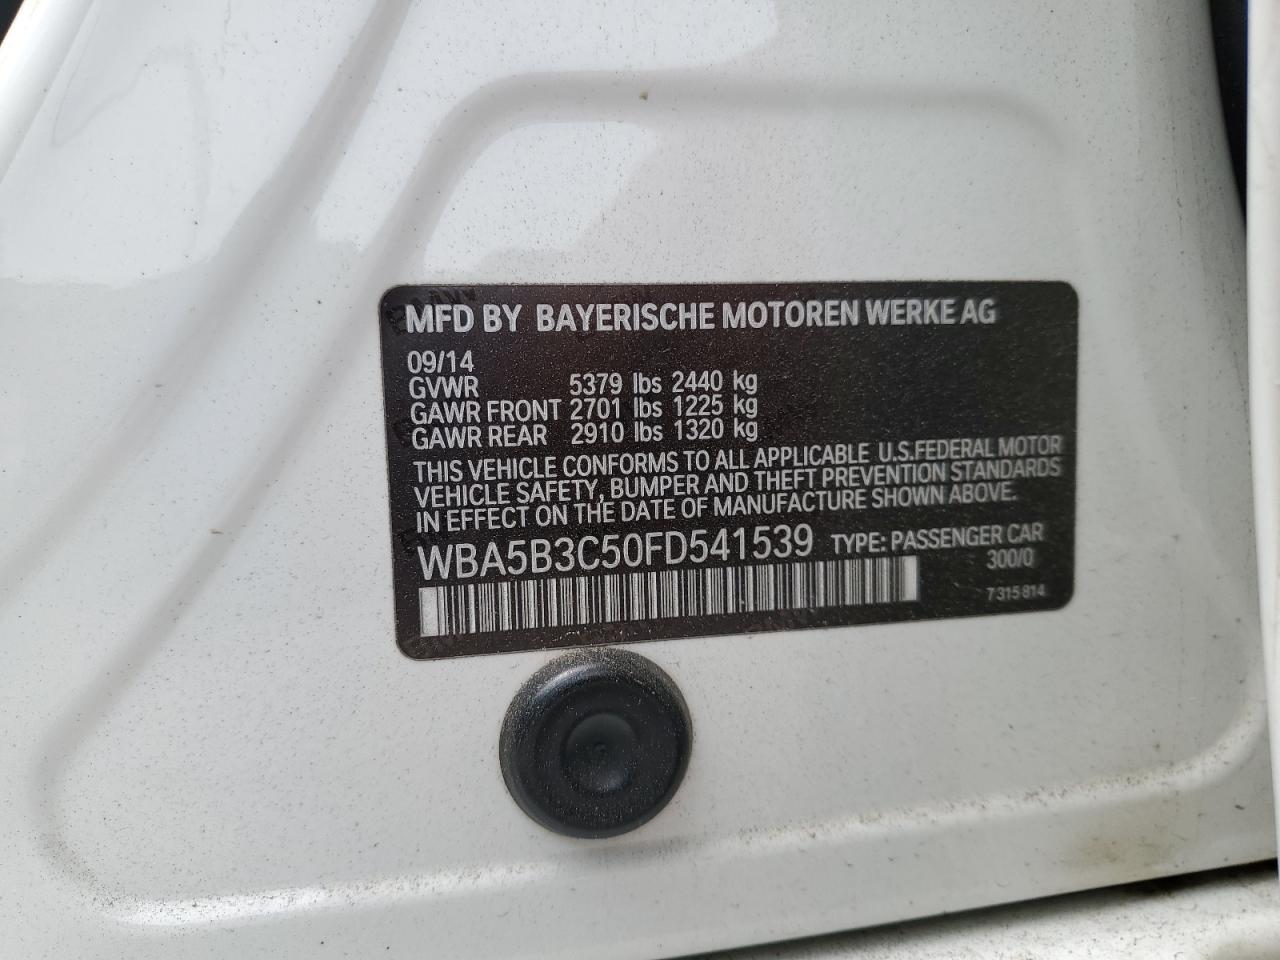 MFD BY BAYERISCHE MOTOREN WERKE AG
09/14
GVWR 5379 lbs 2440 kg
GAWR FRONT 2701 lbs 1225 kg
GAWR REAR 2910 lbs 1320 kg
THIS VEHICLE CONFORMS TO ALL APPLICABLE U.S.FEDERAL MOTOR
VEHICLE SAFETY, BUMPER AND THEFT PREVENTION STANDARDS
IN EFFECT ON THE DATE OF MANUFACTURE SHOWN ABOVE.
WBA5B3C50FD541539 TYPE: PASSENGER CAR
300/0
7 315 814